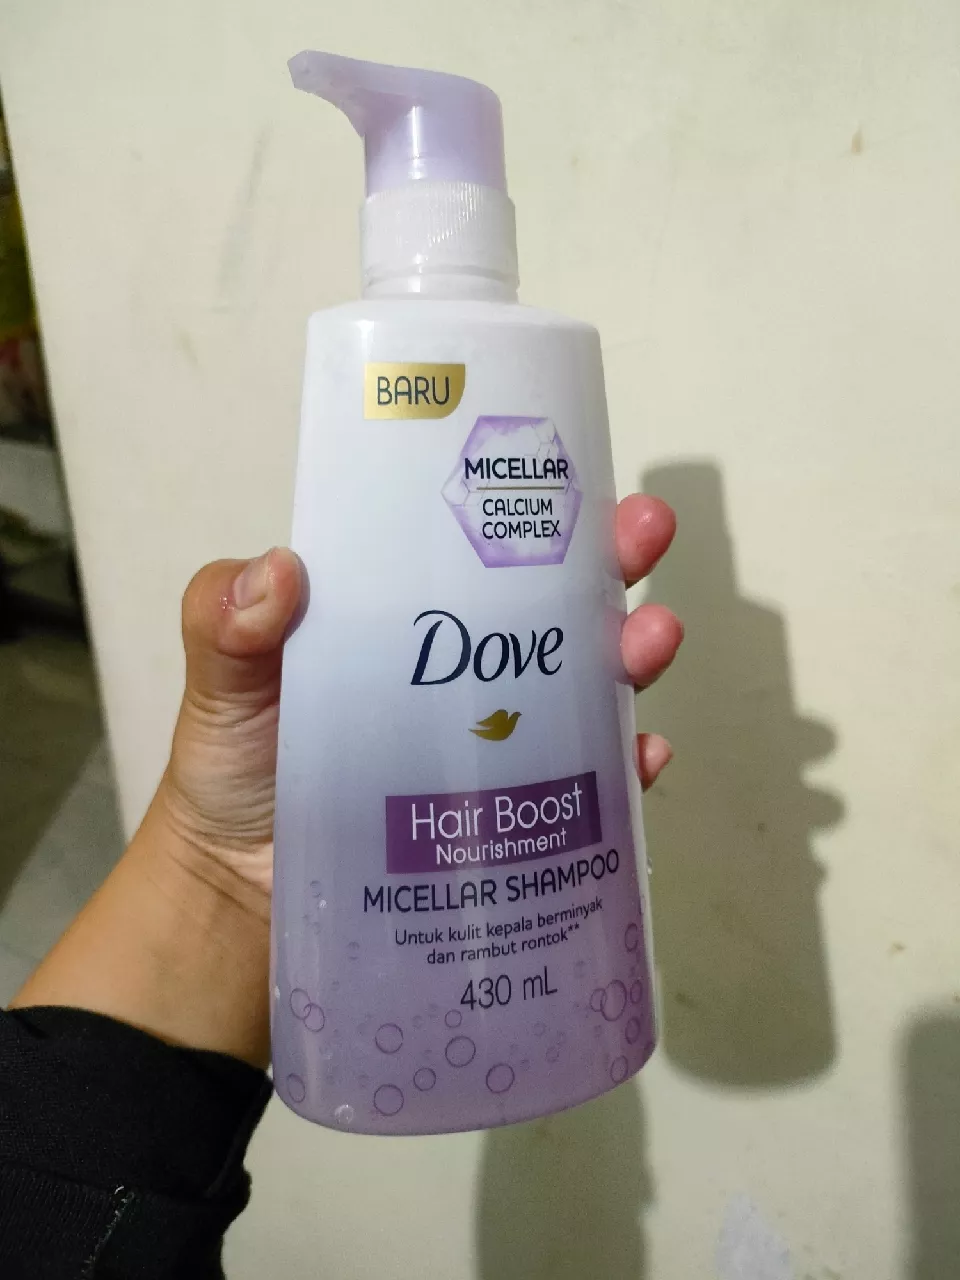 BARU
MICELLAR
CALCIUM
COMPLEX
Dove
Hair Boost
Nourishment
MICELLAR SHAMPOO
Untuk kulit kepala berminyak
dan rambut rontok**
430 mL